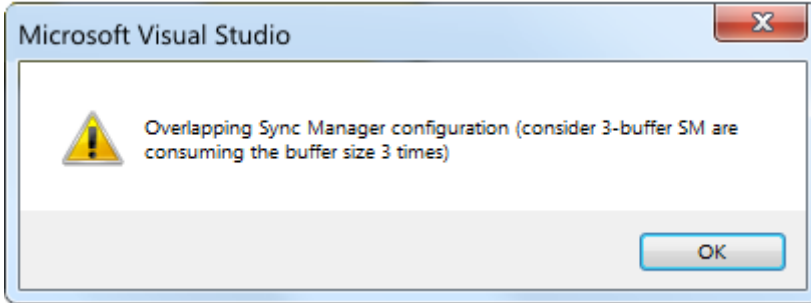 Microsoft Visual Studio
Overlapping Sync Manager configuration (consider 3-buffer SM are
consuming the buffer size 3 times)
OK